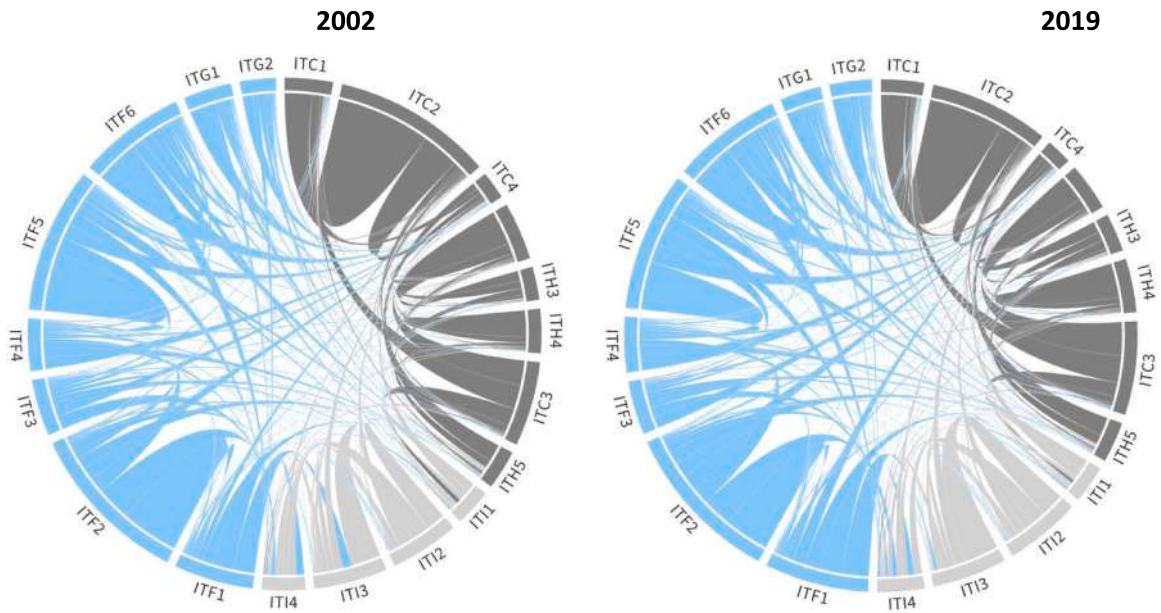 2002
2019
ITG1
ITG2
ITC1
ITC2
ITC4
ITH3
ITH4
ITC3
ITH5
ITI1
ITI2
ITI3
ITI4
ITF1
ITF2
ITF3
ITF4
ITF5
ITF6
ITG1
ITG2
ITC1
ITC2
ITC4
ITH3
ITH4
ITC3
ITH5
ITI1
ITI2
ITI3
ITI4
ITF1
ITF2
ITF3
ITF4
ITF5
ITF6